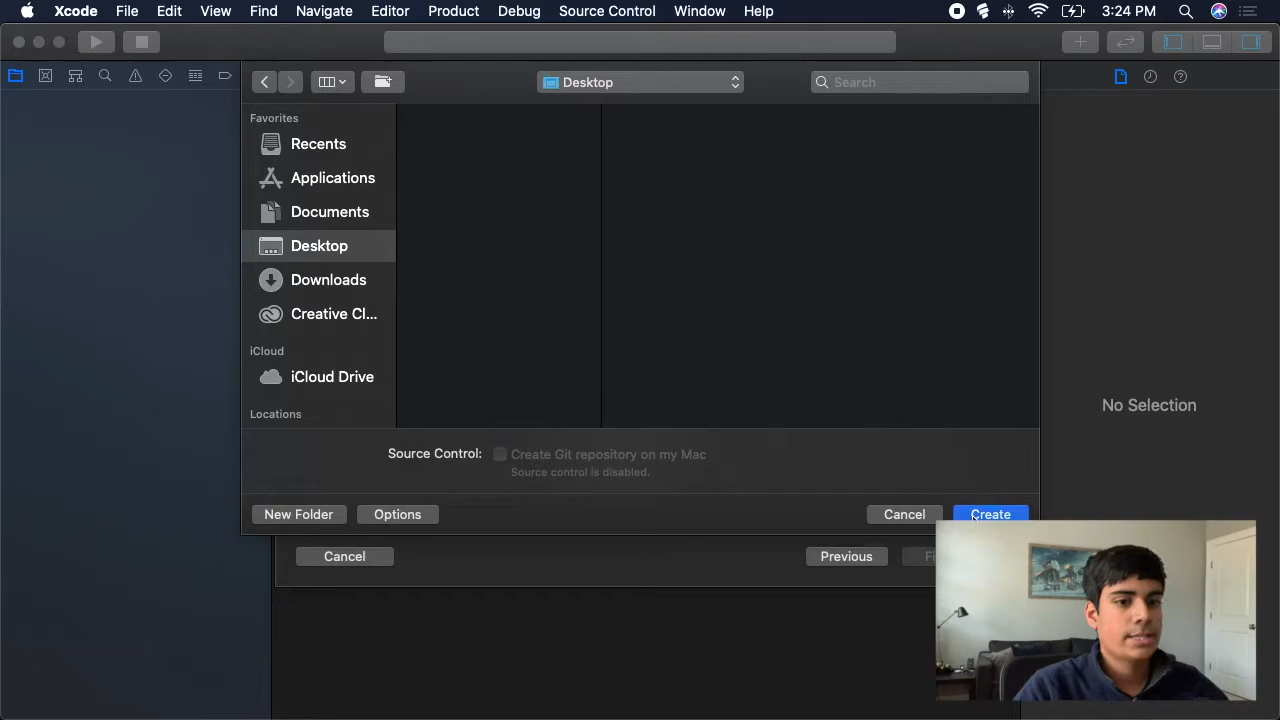 Xcode File Edit View Find Navigate Editor Product Debug Source Control Window Help 3:24 PM
Desktop
Search
Favorites
Recents
Applications
Documents
Desktop
Downloads
Creative Cl...
iCloud
iCloud Drive
Locations
No Selection
Source Control: Create Git repository on my Mac
Source control is disabled.
New Folder Options Cancel Create
Cancel Previous